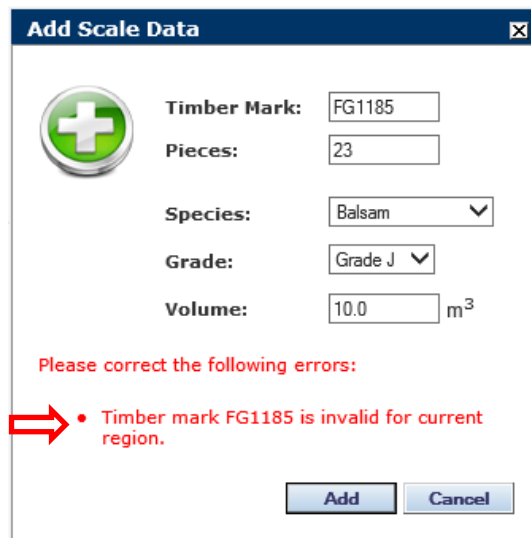 Add Scale Data
Timber Mark: FG1185
Pieces: 23
Species: Balsam
Grade: Grade J
Volume: 10.0 m³
Please correct the following errors:
• Timber mark FG1185 is invalid for current
region.
Add Cancel